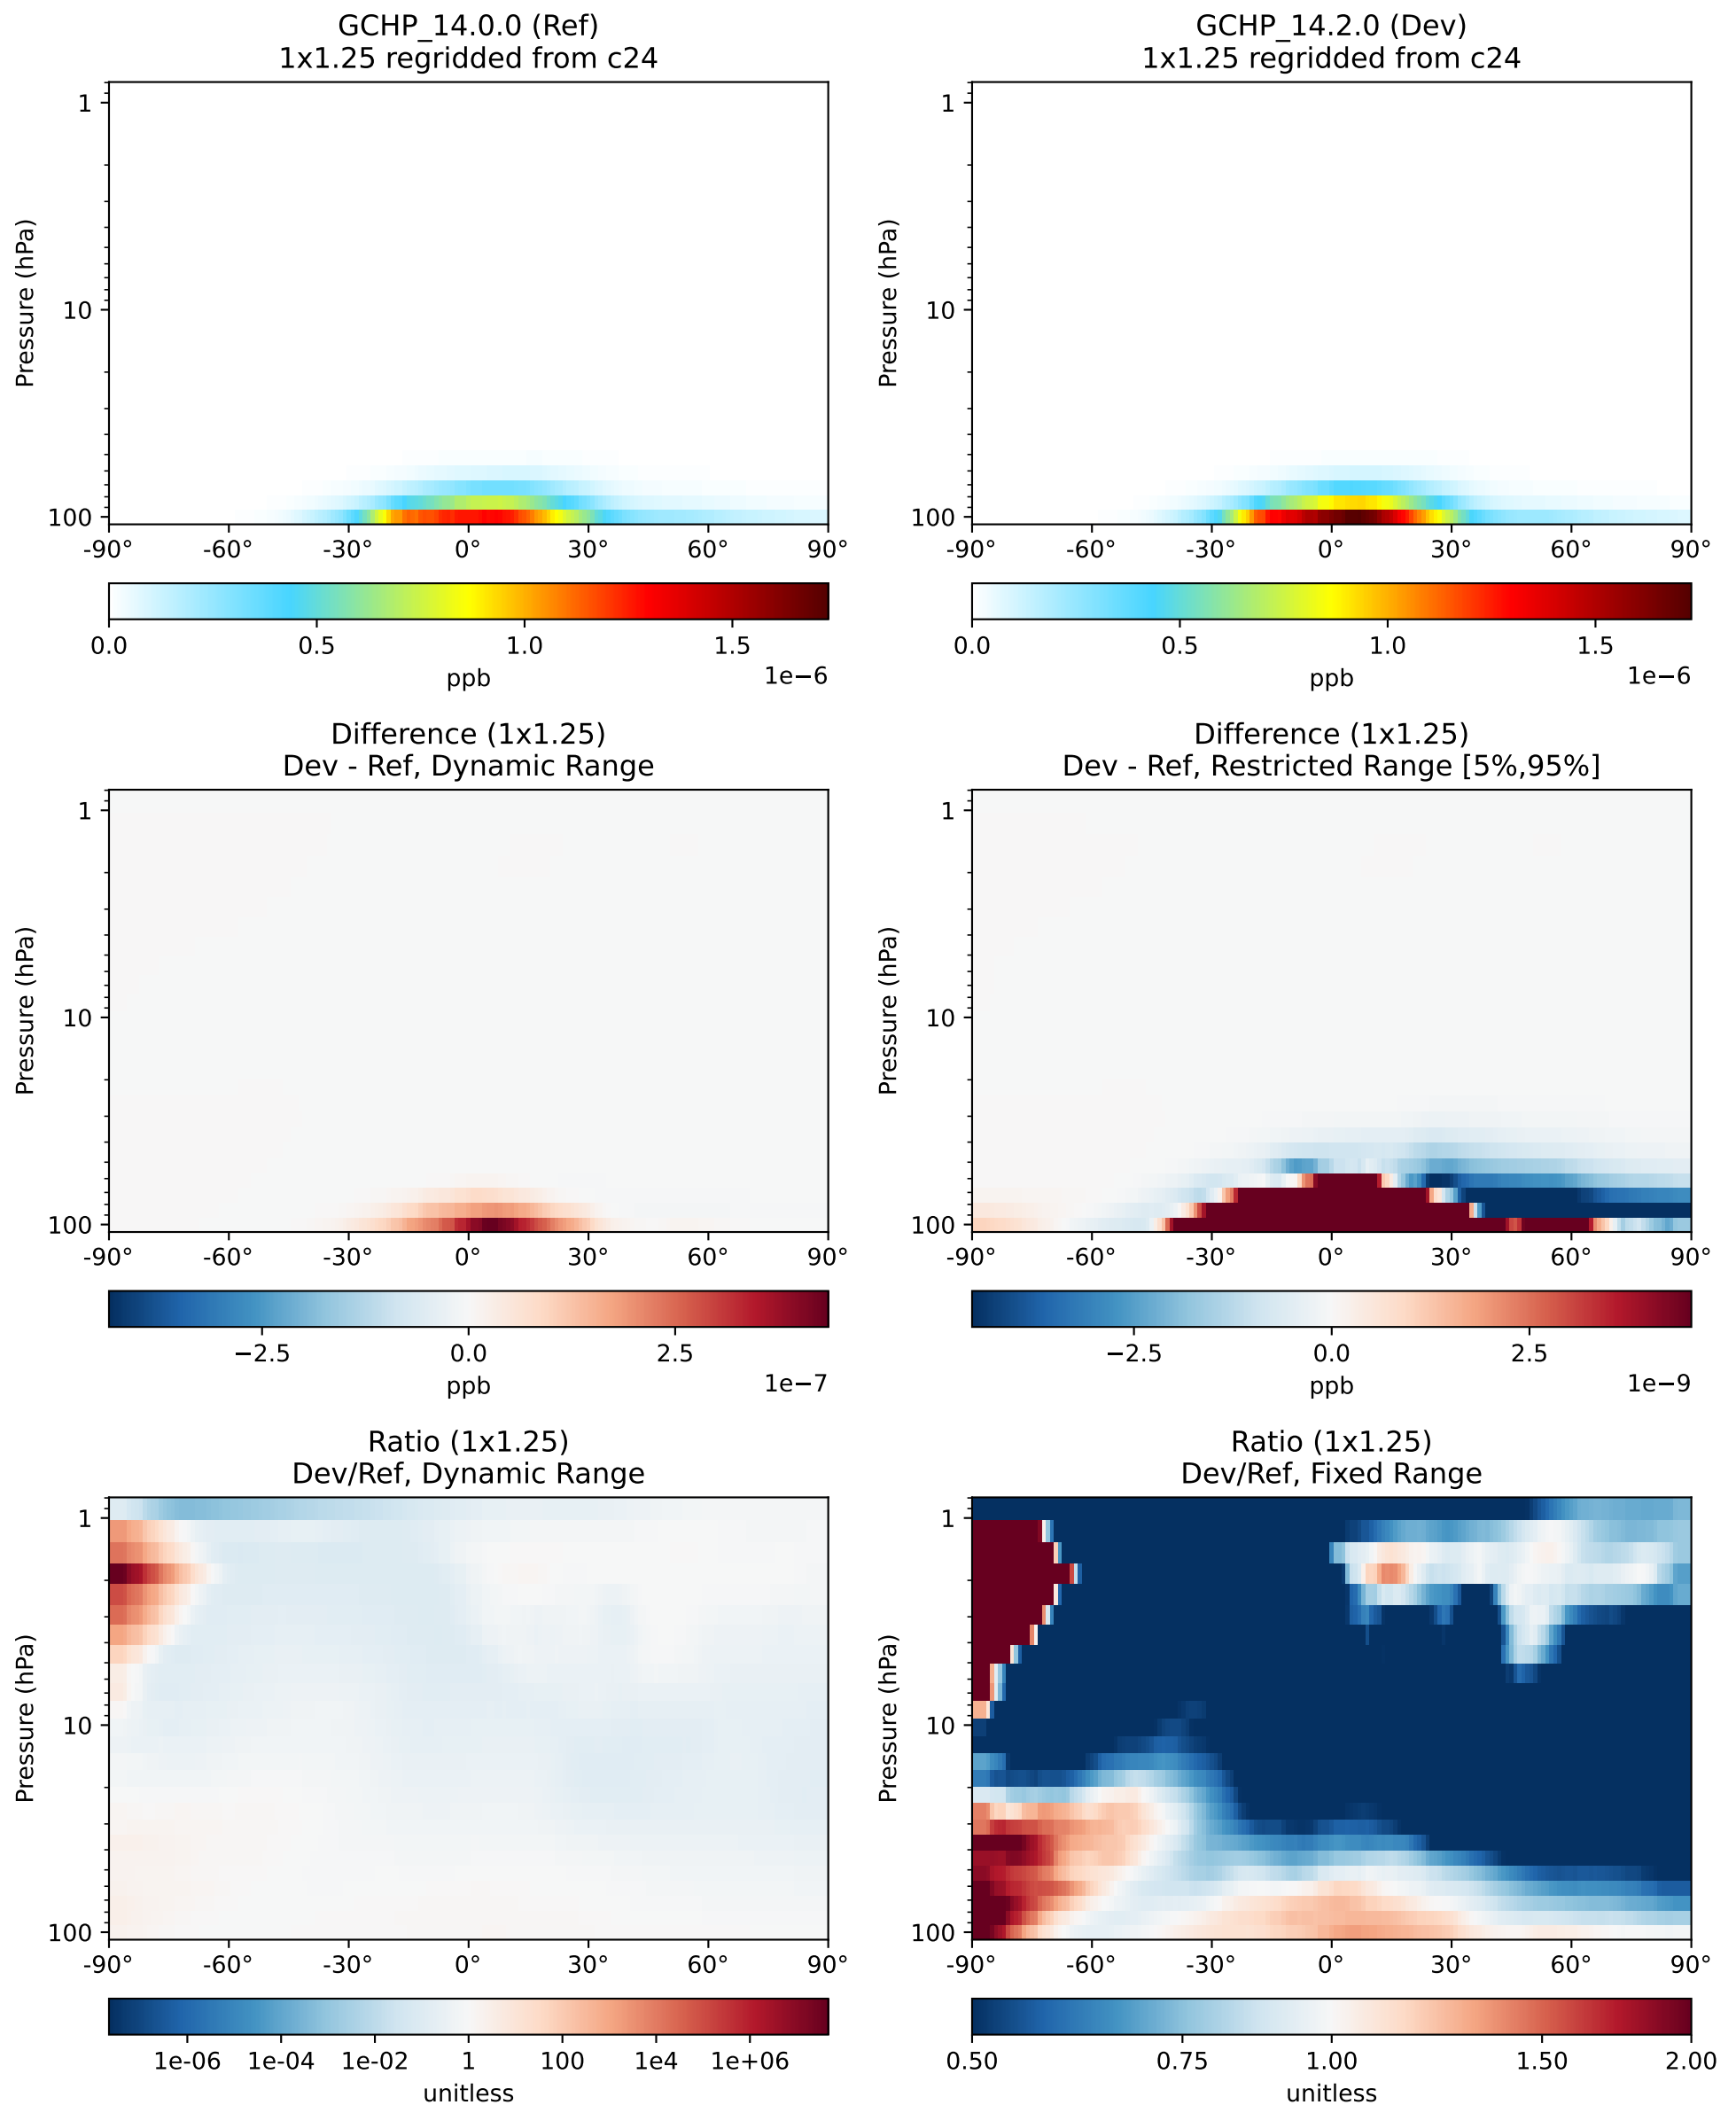 GCHP_14.0.0 (Ref)
1x1.25 regridded from c24
Pressure (hPa)
1
10
100
-90° -60° -30° 0° 30° 60° 90°
0.0 0.5 1.0 1.5
1e−6
ppb
GCHP_14.2.0 (Dev)
1x1.25 regridded from c24
Pressure (hPa)
1
10
100
-90° -60° -30° 0° 30° 60° 90°
0.0 0.5 1.0 1.5
1e−6
ppb
Difference (1x1.25)
Dev - Ref, Dynamic Range
Pressure (hPa)
1
10
100
-90° -60° -30° 0° 30° 60° 90°
−2.5 0.0 2.5
1e−7
ppb
Difference (1x1.25)
Dev - Ref, Restricted Range [5%,95%]
Pressure (hPa)
1
10
100
-90° -60° -30° 0° 30° 60° 90°
−2.5 0.0 2.5
1e−9
ppb
Ratio (1x1.25)
Dev/Ref, Dynamic Range
Pressure (hPa)
1
10
100
-90° -60° -30° 0° 30° 60° 90°
1e-06 1e-04 1e-02 1 100 1e4 1e+06
unitless
Ratio (1x1.25)
Dev/Ref, Fixed Range
Pressure (hPa)
1
10
100
-90° -60° -30° 0° 30° 60° 90°
0.50 0.75 1.00 1.50 2.00
unitless